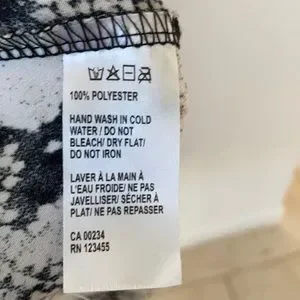 100% POLYESTER
HAND WASH IN COLD
WATER / DO NOT
BLEACH/ DRY FLAT/
DO NOT IRON
LAVER À LA MAIN À
L'EAU FROIDE/ NE PAS
JAVELLISER/ SÉCHER À
PLAT/ NE PAS REPASSER
CA 00234
RN 123455